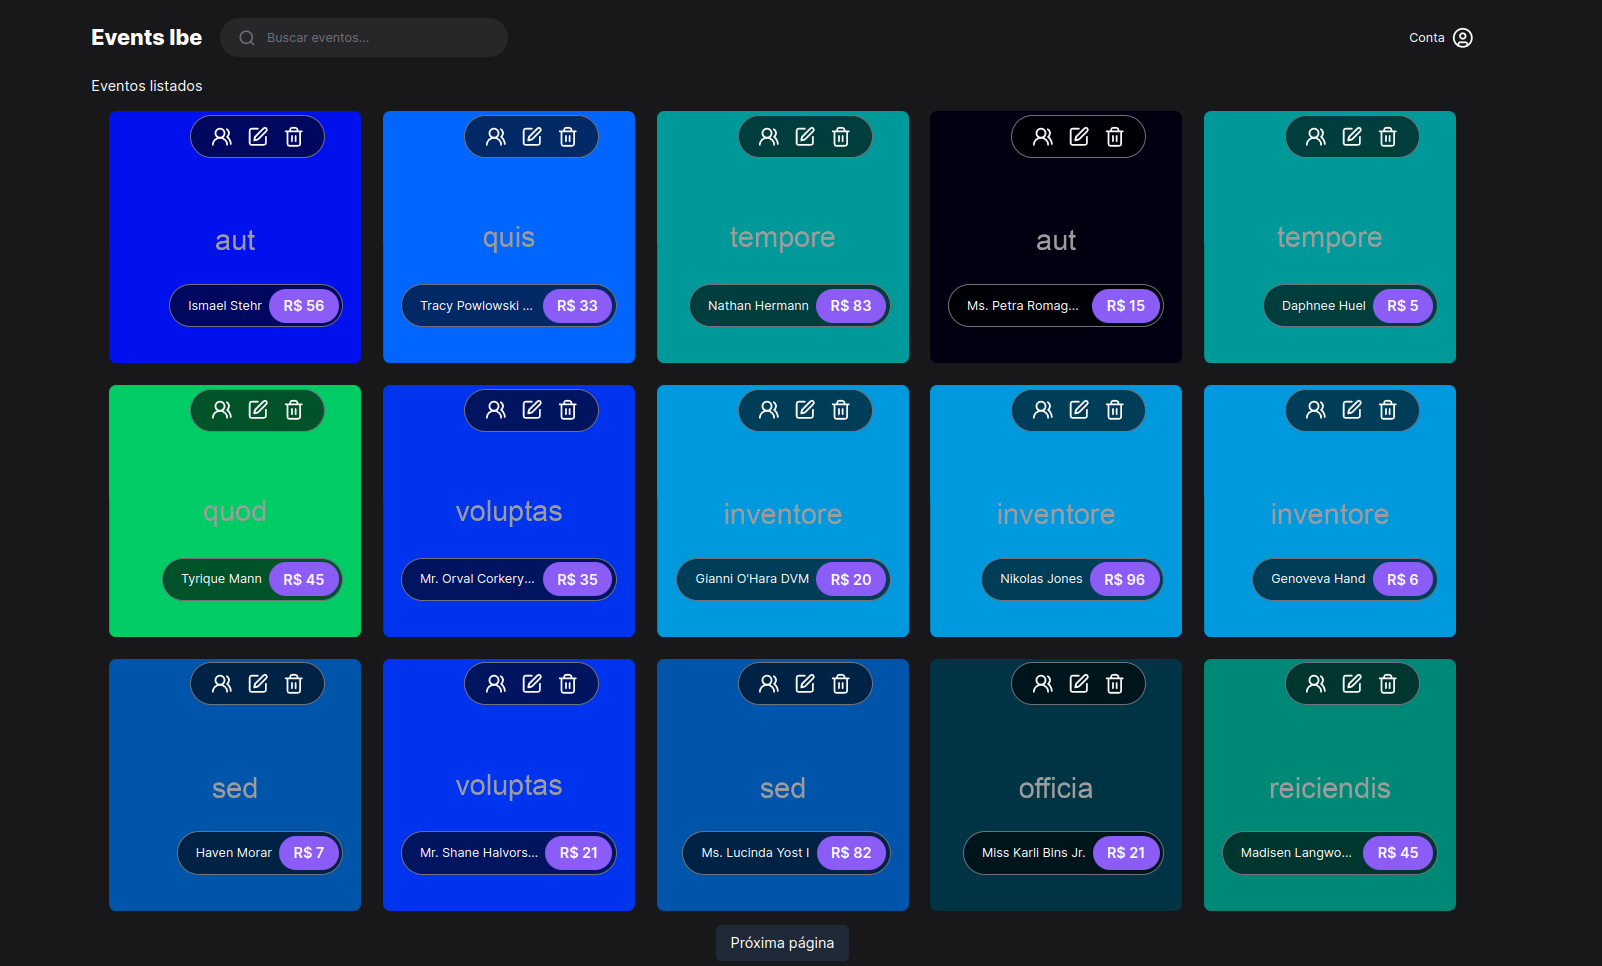 Events Ibe
Buscar eventos...
Conta
Eventos listados
aut
Ismael Stehr R$ 56
quis
Tracy Powlowski ... R$ 33
tempore
Nathan Hermann R$ 83
aut
Ms. Petra Romag... R$ 15
tempore
Daphnee Huel R$ 5
quod
Tyrique Mann R$ 45
voluptas
Mr. Orval Corkery... R$ 35
inventore
Gianni O'Hara DVM R$ 20
inventore
Nikolas Jones R$ 96
inventore
Genoveva Hand R$ 6
sed
Haven Morar R$ 7
voluptas
Mr. Shane Halvors... R$ 21
sed
Ms. Lucinda Yost I R$ 82
officia
Miss Karli Bins Jr. R$ 21
reiciendis
Madisen Langwo... R$ 45
Próxima página